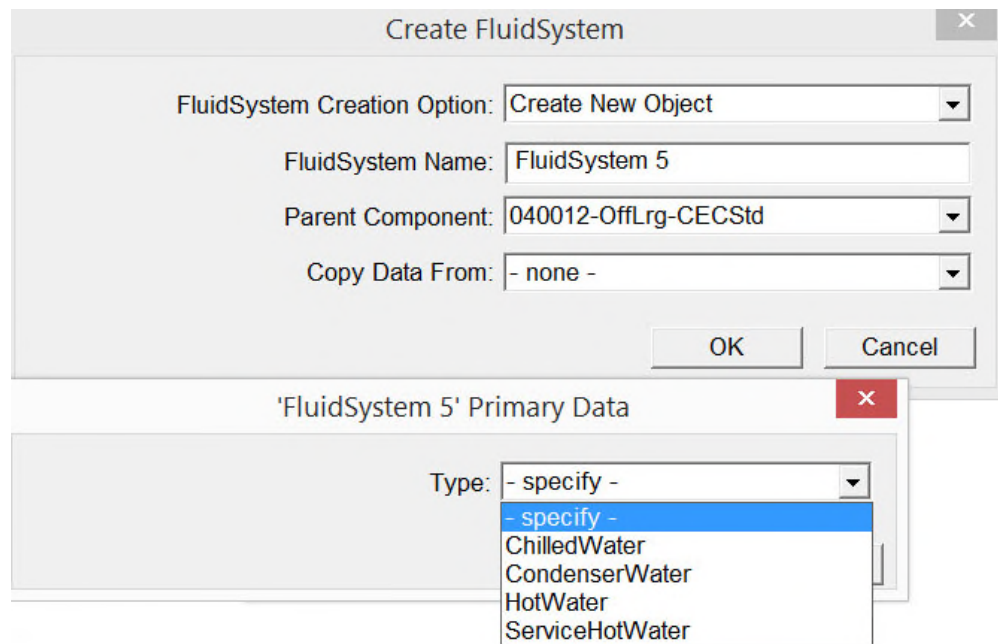 Create FluidSystem
FluidSystem Creation Option: Create New Object
FluidSystem Name: FluidSystem 5
Parent Component: 040012-OffLrg-CECStd
Copy Data From: - none -
OK Cancel
'FluidSystem 5' Primary Data
Type: - specify -
- specify -
ChilledWater
CondenserWater
HotWater
ServiceHotWater